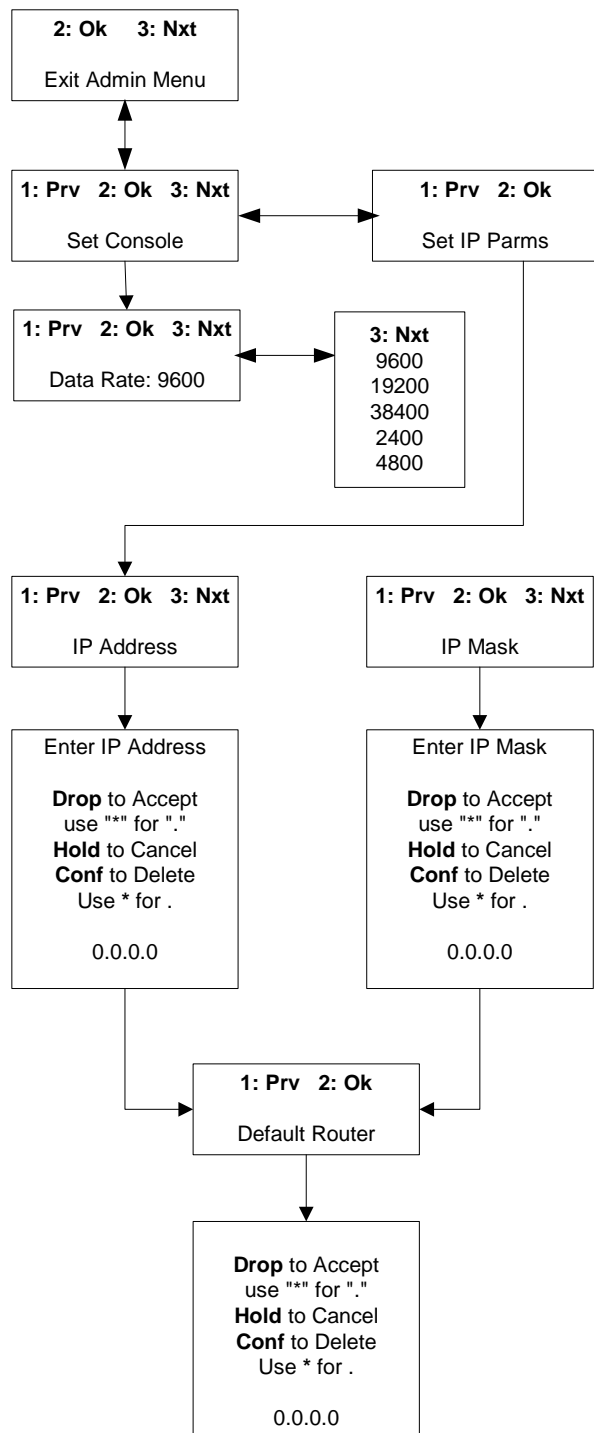 2: Ok 3: Nxt
Exit Admin Menu
1: Prv 2: Ok 3: Nxt
Set Console
1: Prv 2: Ok
Set IP Parms
1: Prv 2: Ok 3: Nxt
Data Rate: 9600
3: Nxt
9600
19200
38400
2400
4800
1: Prv 2: Ok 3: Nxt
IP Address
1: Prv 2: Ok 3: Nxt
IP Mask
Enter IP Address
Drop to Accept
use "*" for "."
Hold to Cancel
Conf to Delete
Use * for .
0.0.0.0
Enter IP Mask
Drop to Accept
use "*" for "."
Hold to Cancel
Conf to Delete
Use * for .
0.0.0.0
1: Prv 2: Ok
Default Router
Drop to Accept
use "*" for "."
Hold to Cancel
Conf to Delete
Use * for .
0.0.0.0